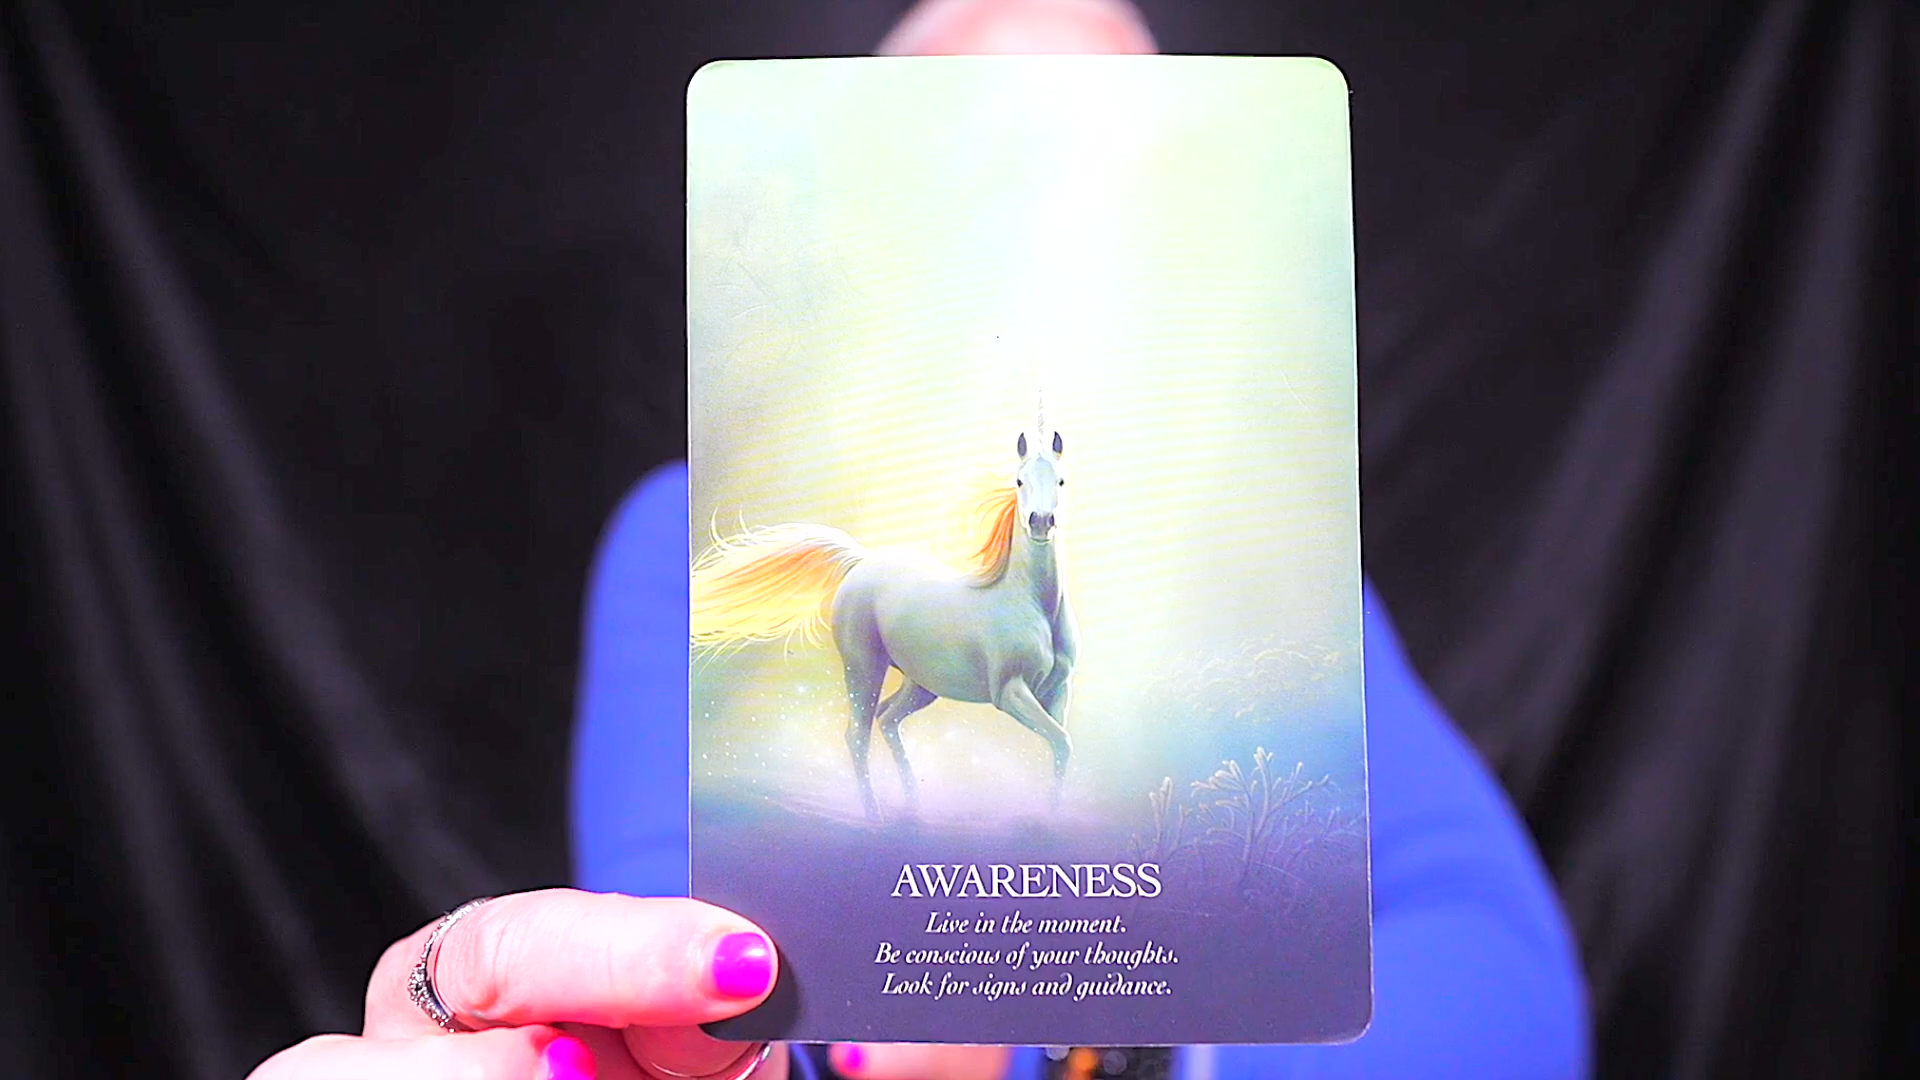 AWARENESS
Live in the moment.
Be conscious of your thoughts.
Look for signs and guidance.